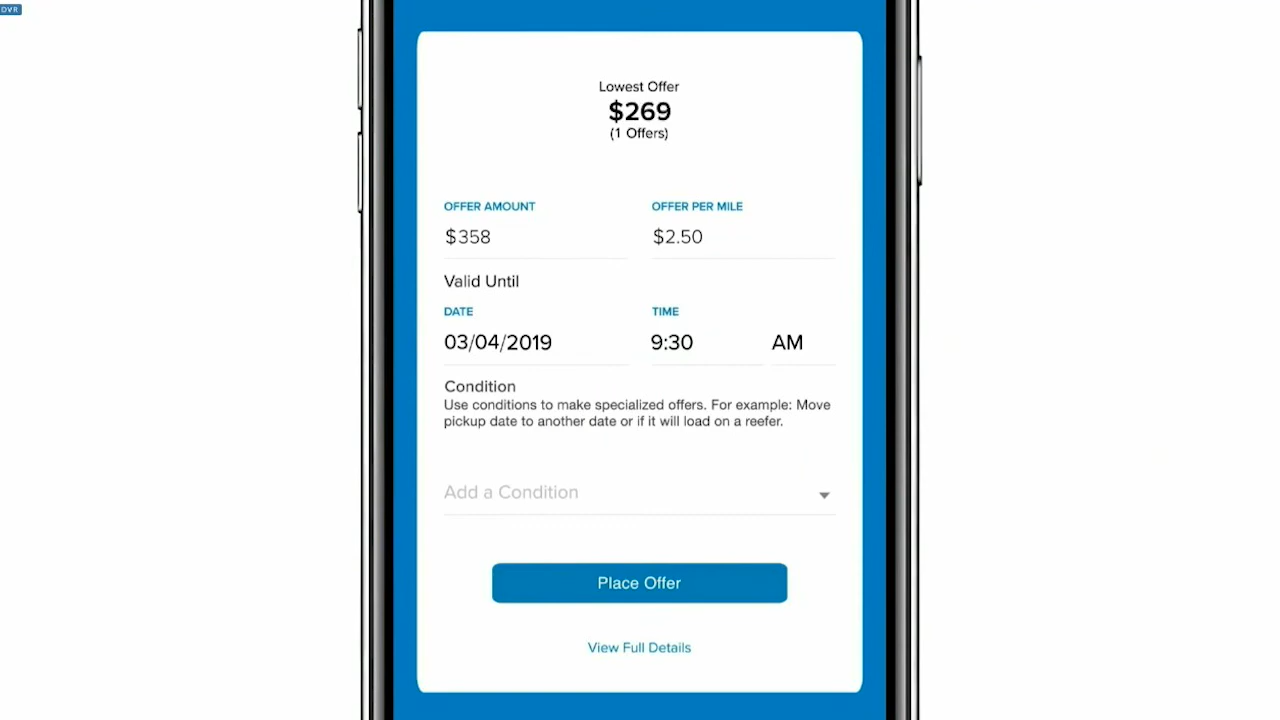 DVR
Lowest Offer
$269
(1 Offers)
OFFER AMOUNT OFFER PER MILE
$358 $2.50
Valid Until
DATE TIME
03/04/2019 9:30 AM
Condition
Use conditions to make specialized offers. For example: Move
pickup date to another date or if it will load on a reefer.
Add a Condition
Place Offer
View Full Details